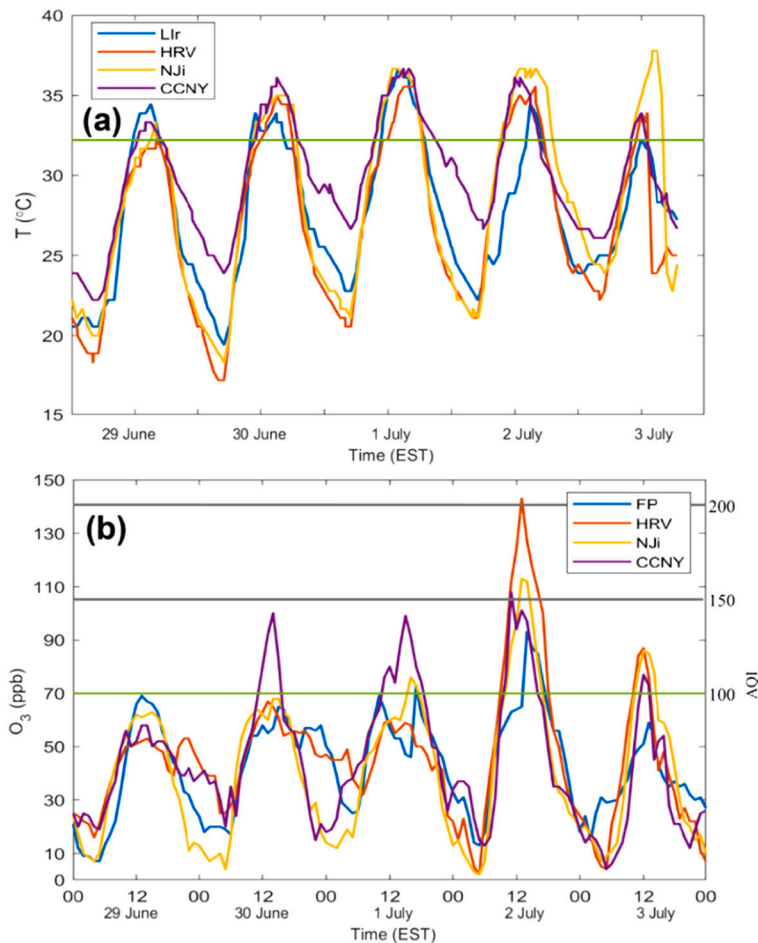 40
35
30
25
20
15
T (°C)
(a)
LIr
HRV
NJi
CCNY
29 June 30 June 1 July 2 July 3 July
Time (EST)
150
130
110
90
70
50
30
10
0
O3 (ppb)
(b)
FP
HRV
NJi
CCNY
200
150
100
AQI
00 12 00 12 00 12 00 12 00 12 00
29 June 30 June 1 July 2 July 3 July
Time (EST)